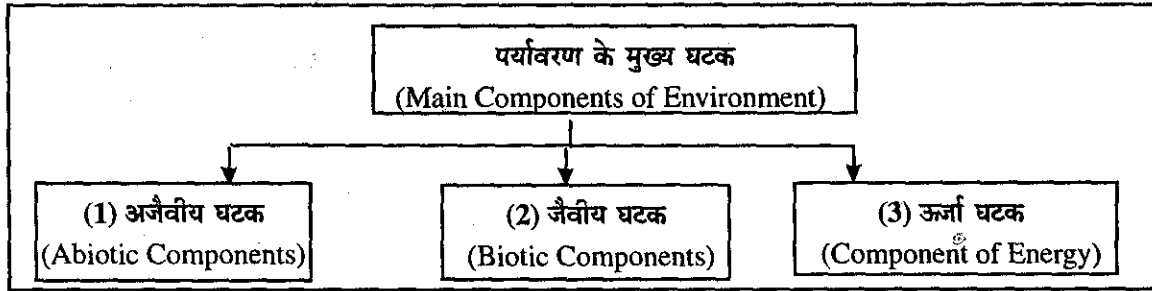 पर्यावरण के मुख्य घटक
(Main Components of Environment)
(1) अजैवीय घटक
(Abiotic Components)
(2) जैवीय घटक
(Biotic Components)
(3) ऊर्जा घटक
(Component of Energy)